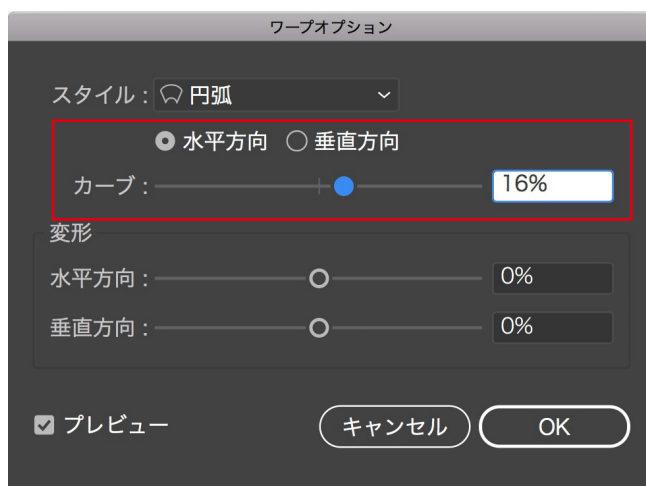 ワープオプション
スタイル : 円弧
水平方向 垂直方向
カーブ : 16%
変形
水平方向 : 0%
垂直方向 : 0%
プレビュー キャンセル OK